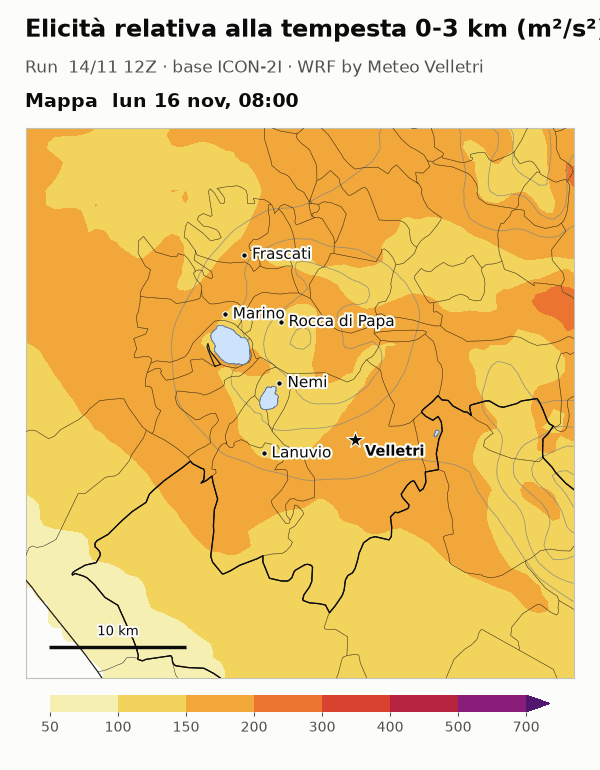 Elicità relativa alla tempesta 0-3 km (m²/s²)
Run 14/11 12Z · base ICON-2I · WRF by Meteo Velletri
Mappa lun 16 nov, 08:00
Frascati
Marino
Rocca di Papa
Nemi
Velletri
Lanuvio
10 km
50 100 150 200 300 400 500 700